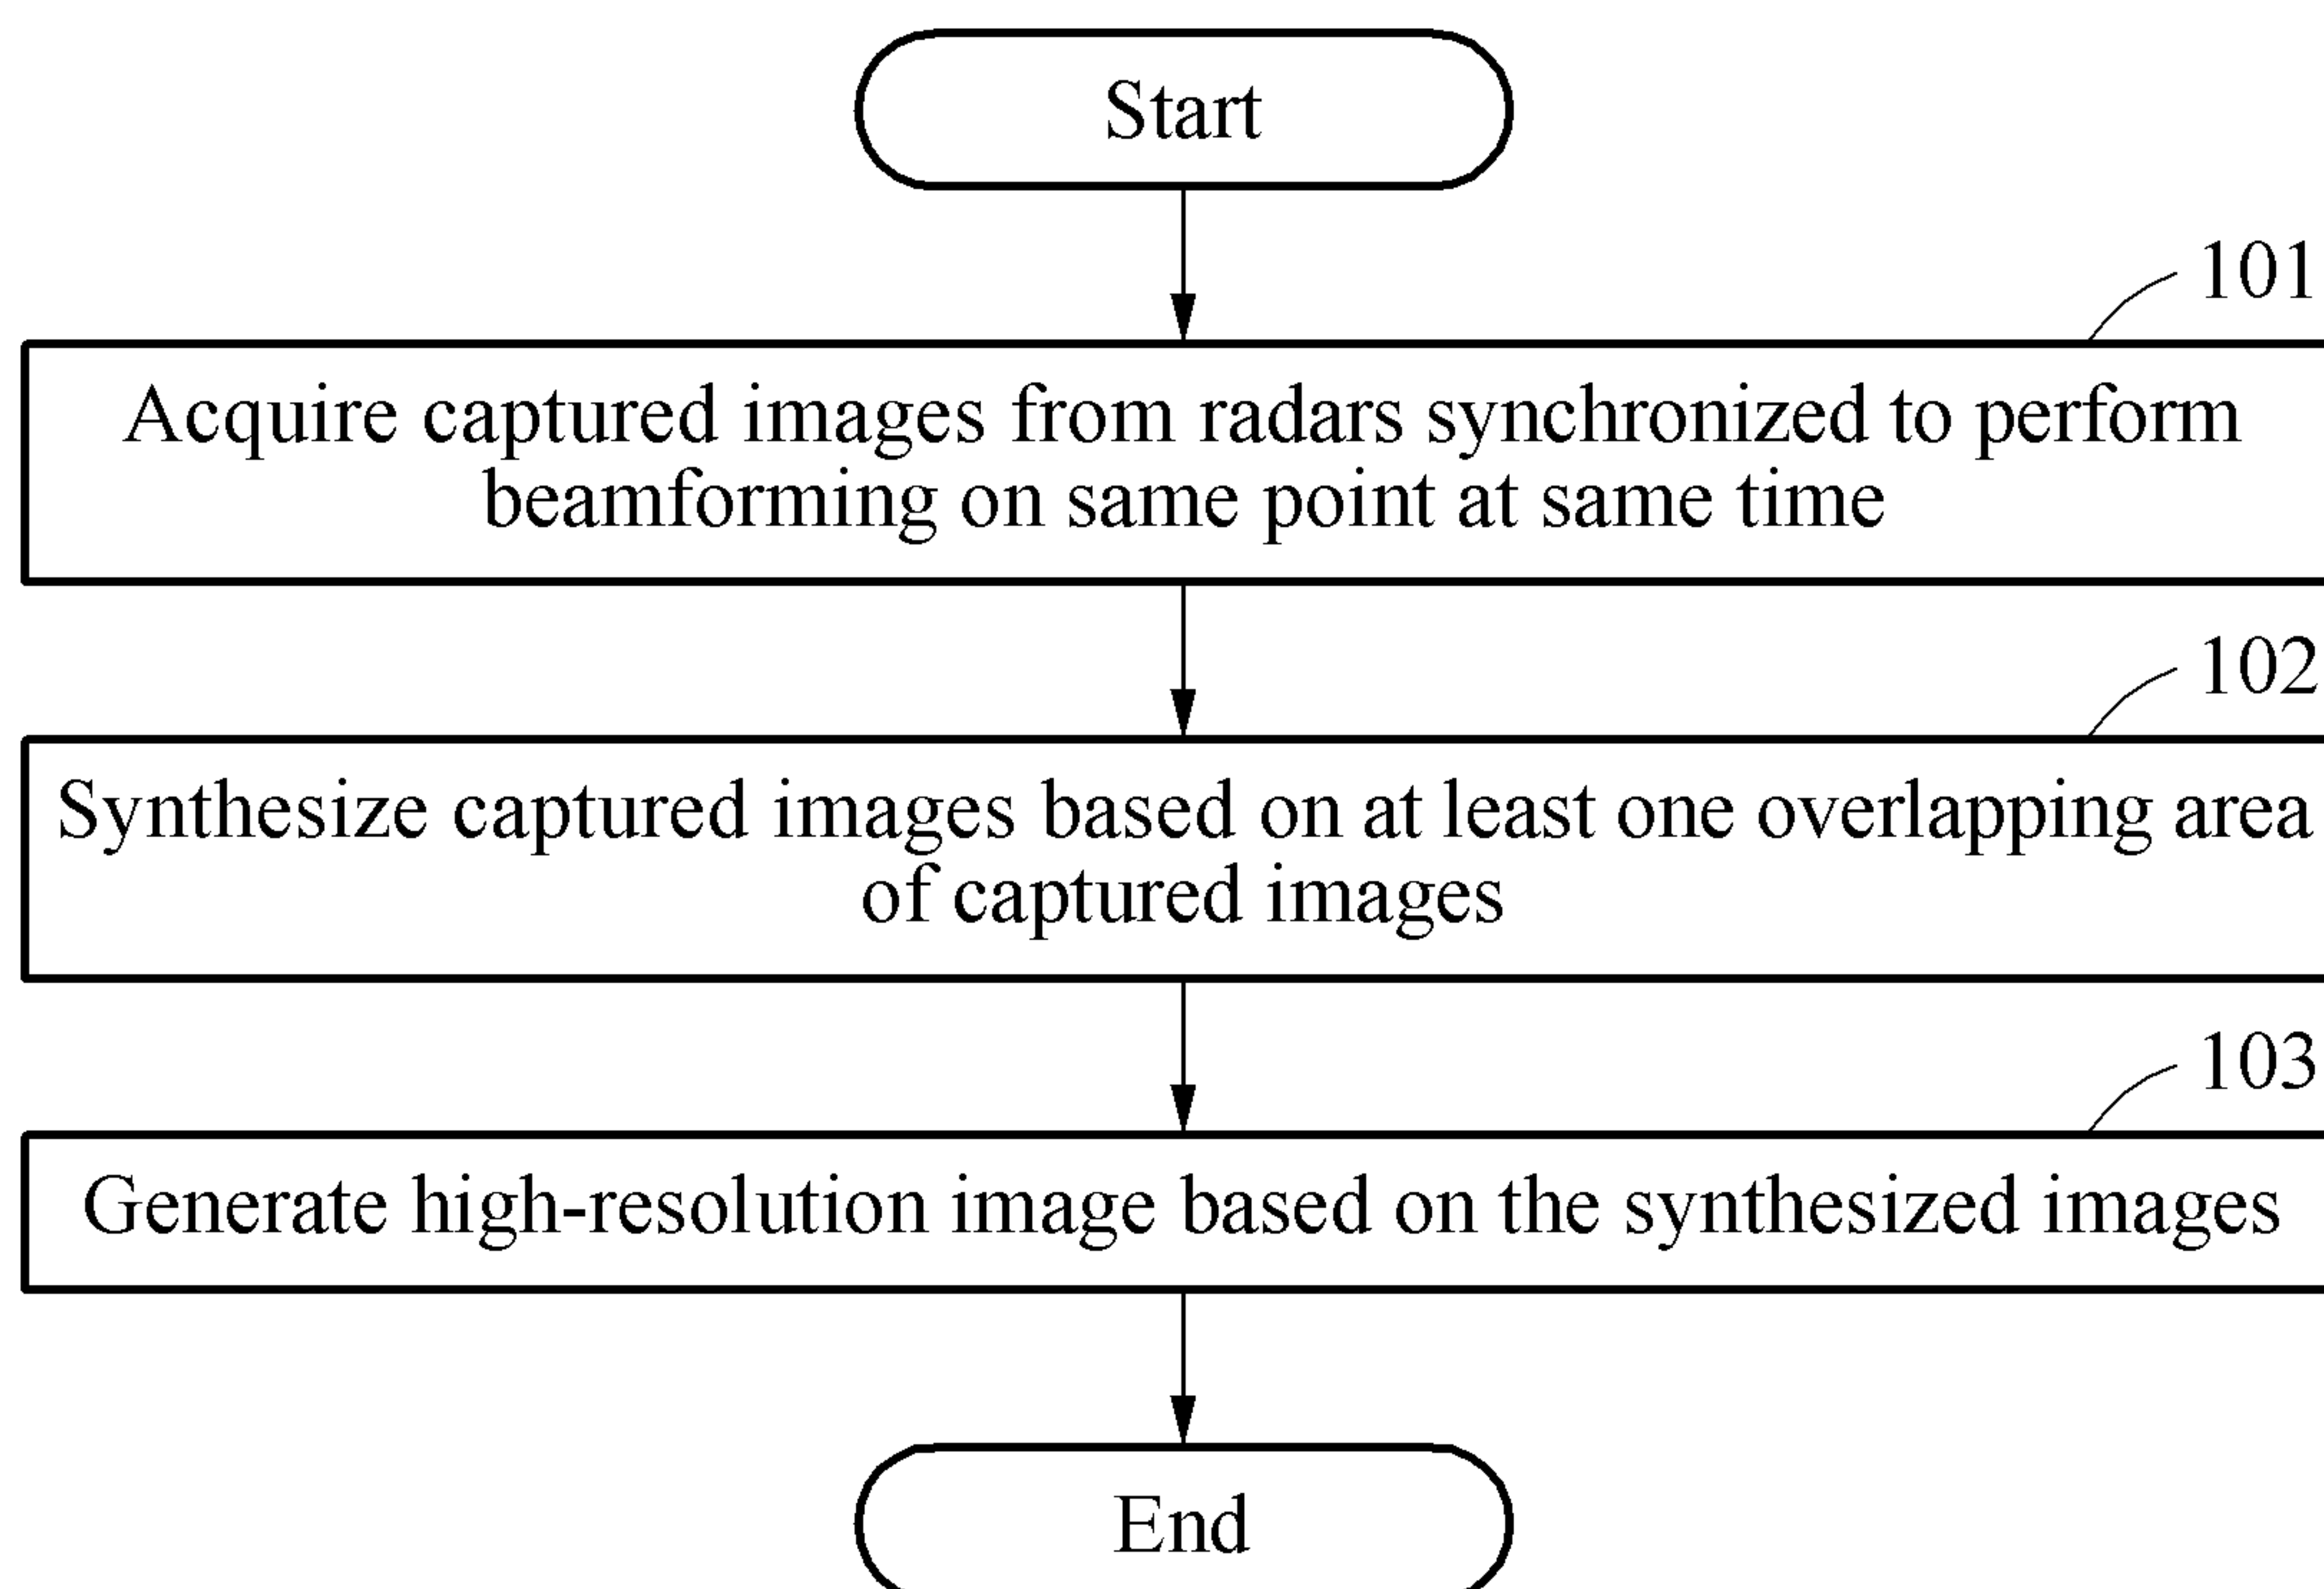 Start
101
Acquire captured images from radars synchronized to perform
beamforming on same point at same time
102
Synthesize captured images based on at least one overlapping area
of captured images
103
Generate high-resolution image based on the synthesized images
End